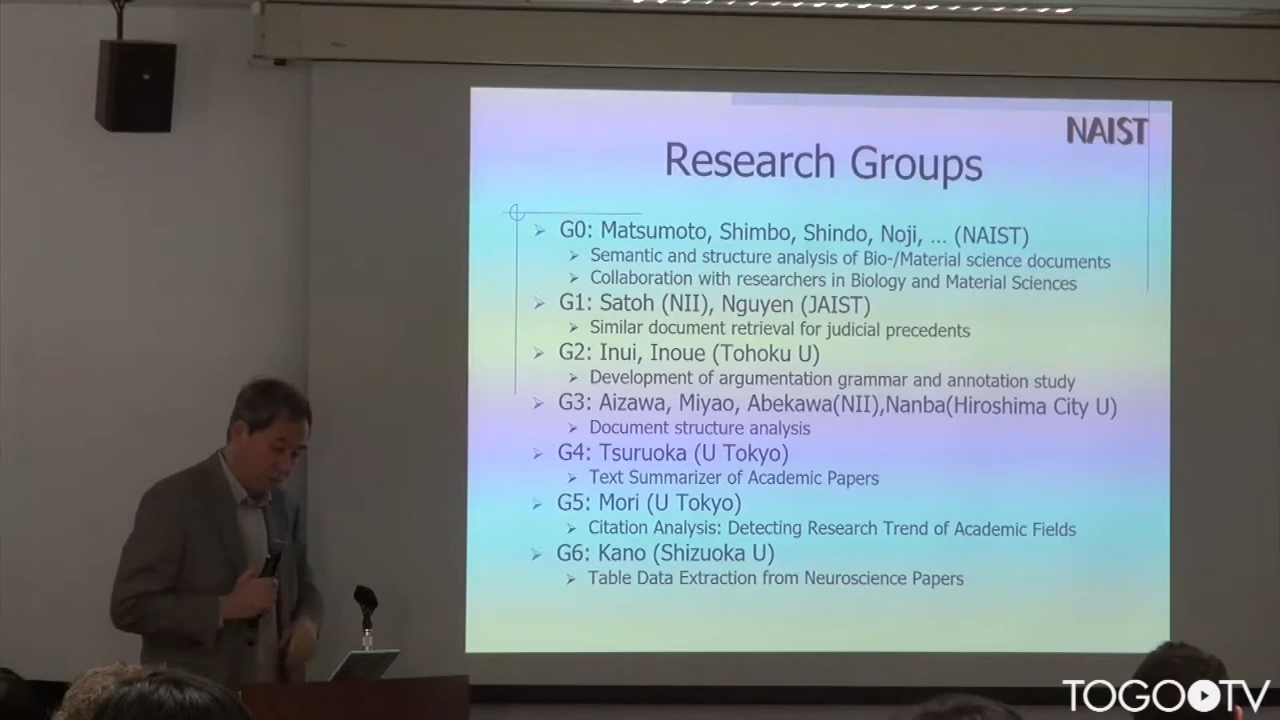 NAIST
Research Groups
G0: Matsumoto, Shimbo, Shindo, Noji, ... (NAIST)
Semantic and structure analysis of Bio-/Material science documents
Collaboration with researchers in Biology and Material Sciences
G1: Satoh (NII), Nguyen (JAIST)
Similar document retrieval for judicial precedents
G2: Inui, Inoue (Tohoku U)
Development of argumentation grammar and annotation study
G3: Aizawa, Miyao, Abekawa(NII),Nanba(Hiroshima City U)
Document structure analysis
G4: Tsuruoka (U Tokyo)
Text Summarizer of Academic Papers
G5: Mori (U Tokyo)
Citation Analysis: Detecting Research Trend of Academic Fields
G6: Kano (Shizuoka U)
Table Data Extraction from Neuroscience Papers
TOGOTV